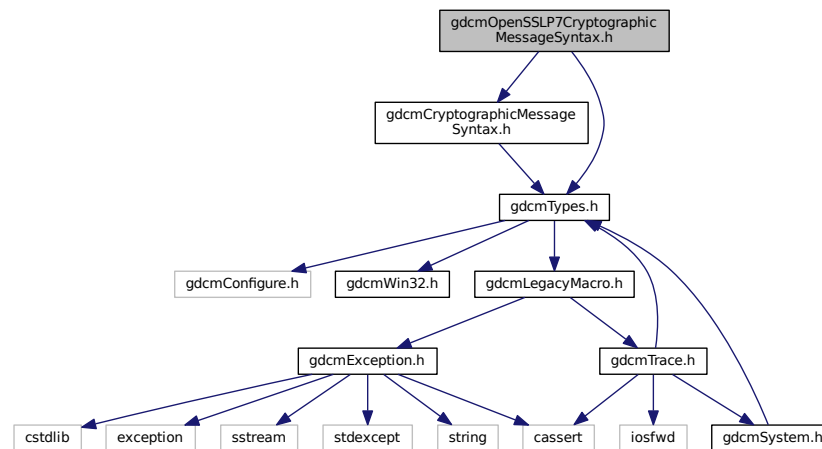 gdcmOpenSSLP7Cryptographic
MessageSyntax.h
gdcmCryptographicMessage
Syntax.h
gdcmTypes.h
gdcmConfigure.h
gdcmWin32.h
gdcmLegacyMacro.h
gdcmException.h
gdcmTrace.h
cstdlib
exception
sstream
stdexcept
string
cassert
iosfwd
gdcmSystem.h